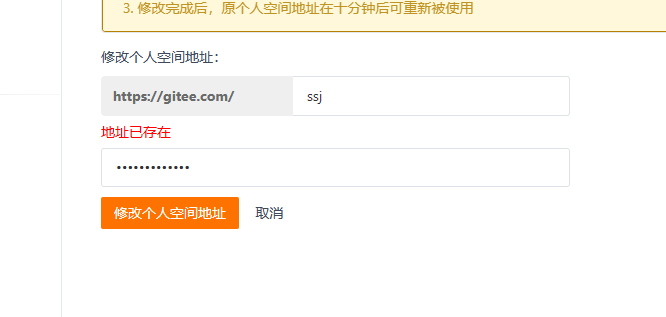 3. 修改完成后，原个人空间地址在十分钟后可重新被使用
修改个人空间地址：
https://gitee.com/ ssj
地址已存在
•••••••••••••
修改个人空间地址 取消